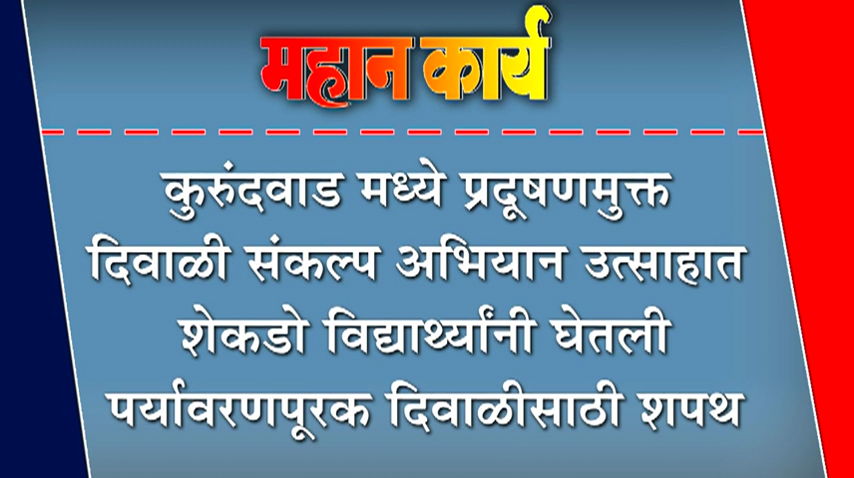 महान कार्य
कुरुंदवाड मध्ये प्रदूषणमुक्त
दिवाळी संकल्प अभियान उत्साहात
शेकडो विद्यार्थ्यांनी घेतली
पर्यावरणपूरक दिवाळीसाठी शपथ